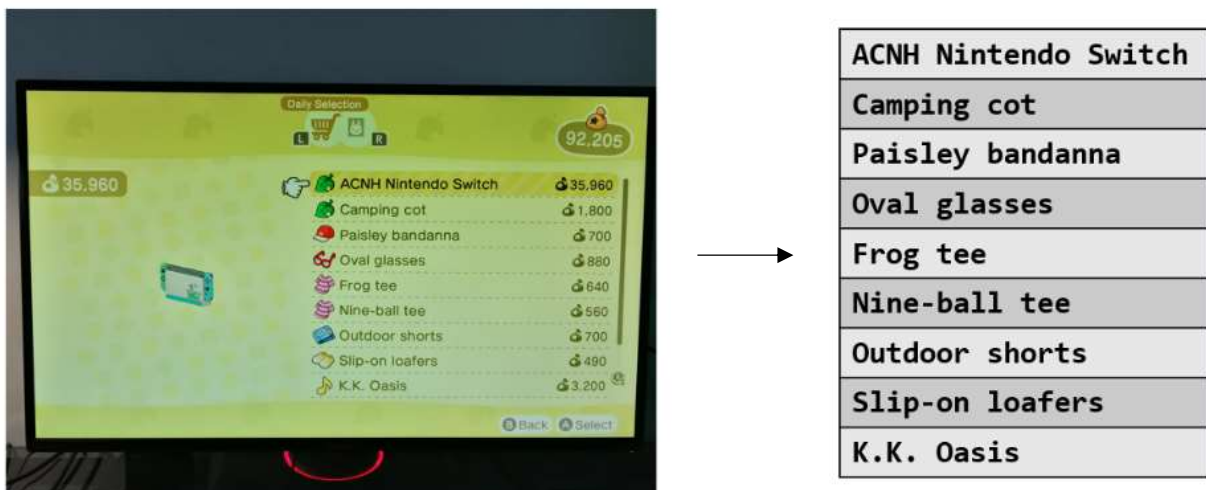 Daily Selection
L R
92,205
35,960
ACNH Nintendo Switch 35,960
Camping cot 1,800
Paisley bandanna 700
Oval glasses 880
Frog tee 640
Nine-ball tee 560
Outdoor shorts 700
Slip-on loafers 490
K.K. Oasis 3,200
B Back A Select
ACNH Nintendo Switch
Camping cot
Paisley bandanna
Oval glasses
Frog tee
Nine-ball tee
Outdoor shorts
Slip-on loafers
K.K. Oasis